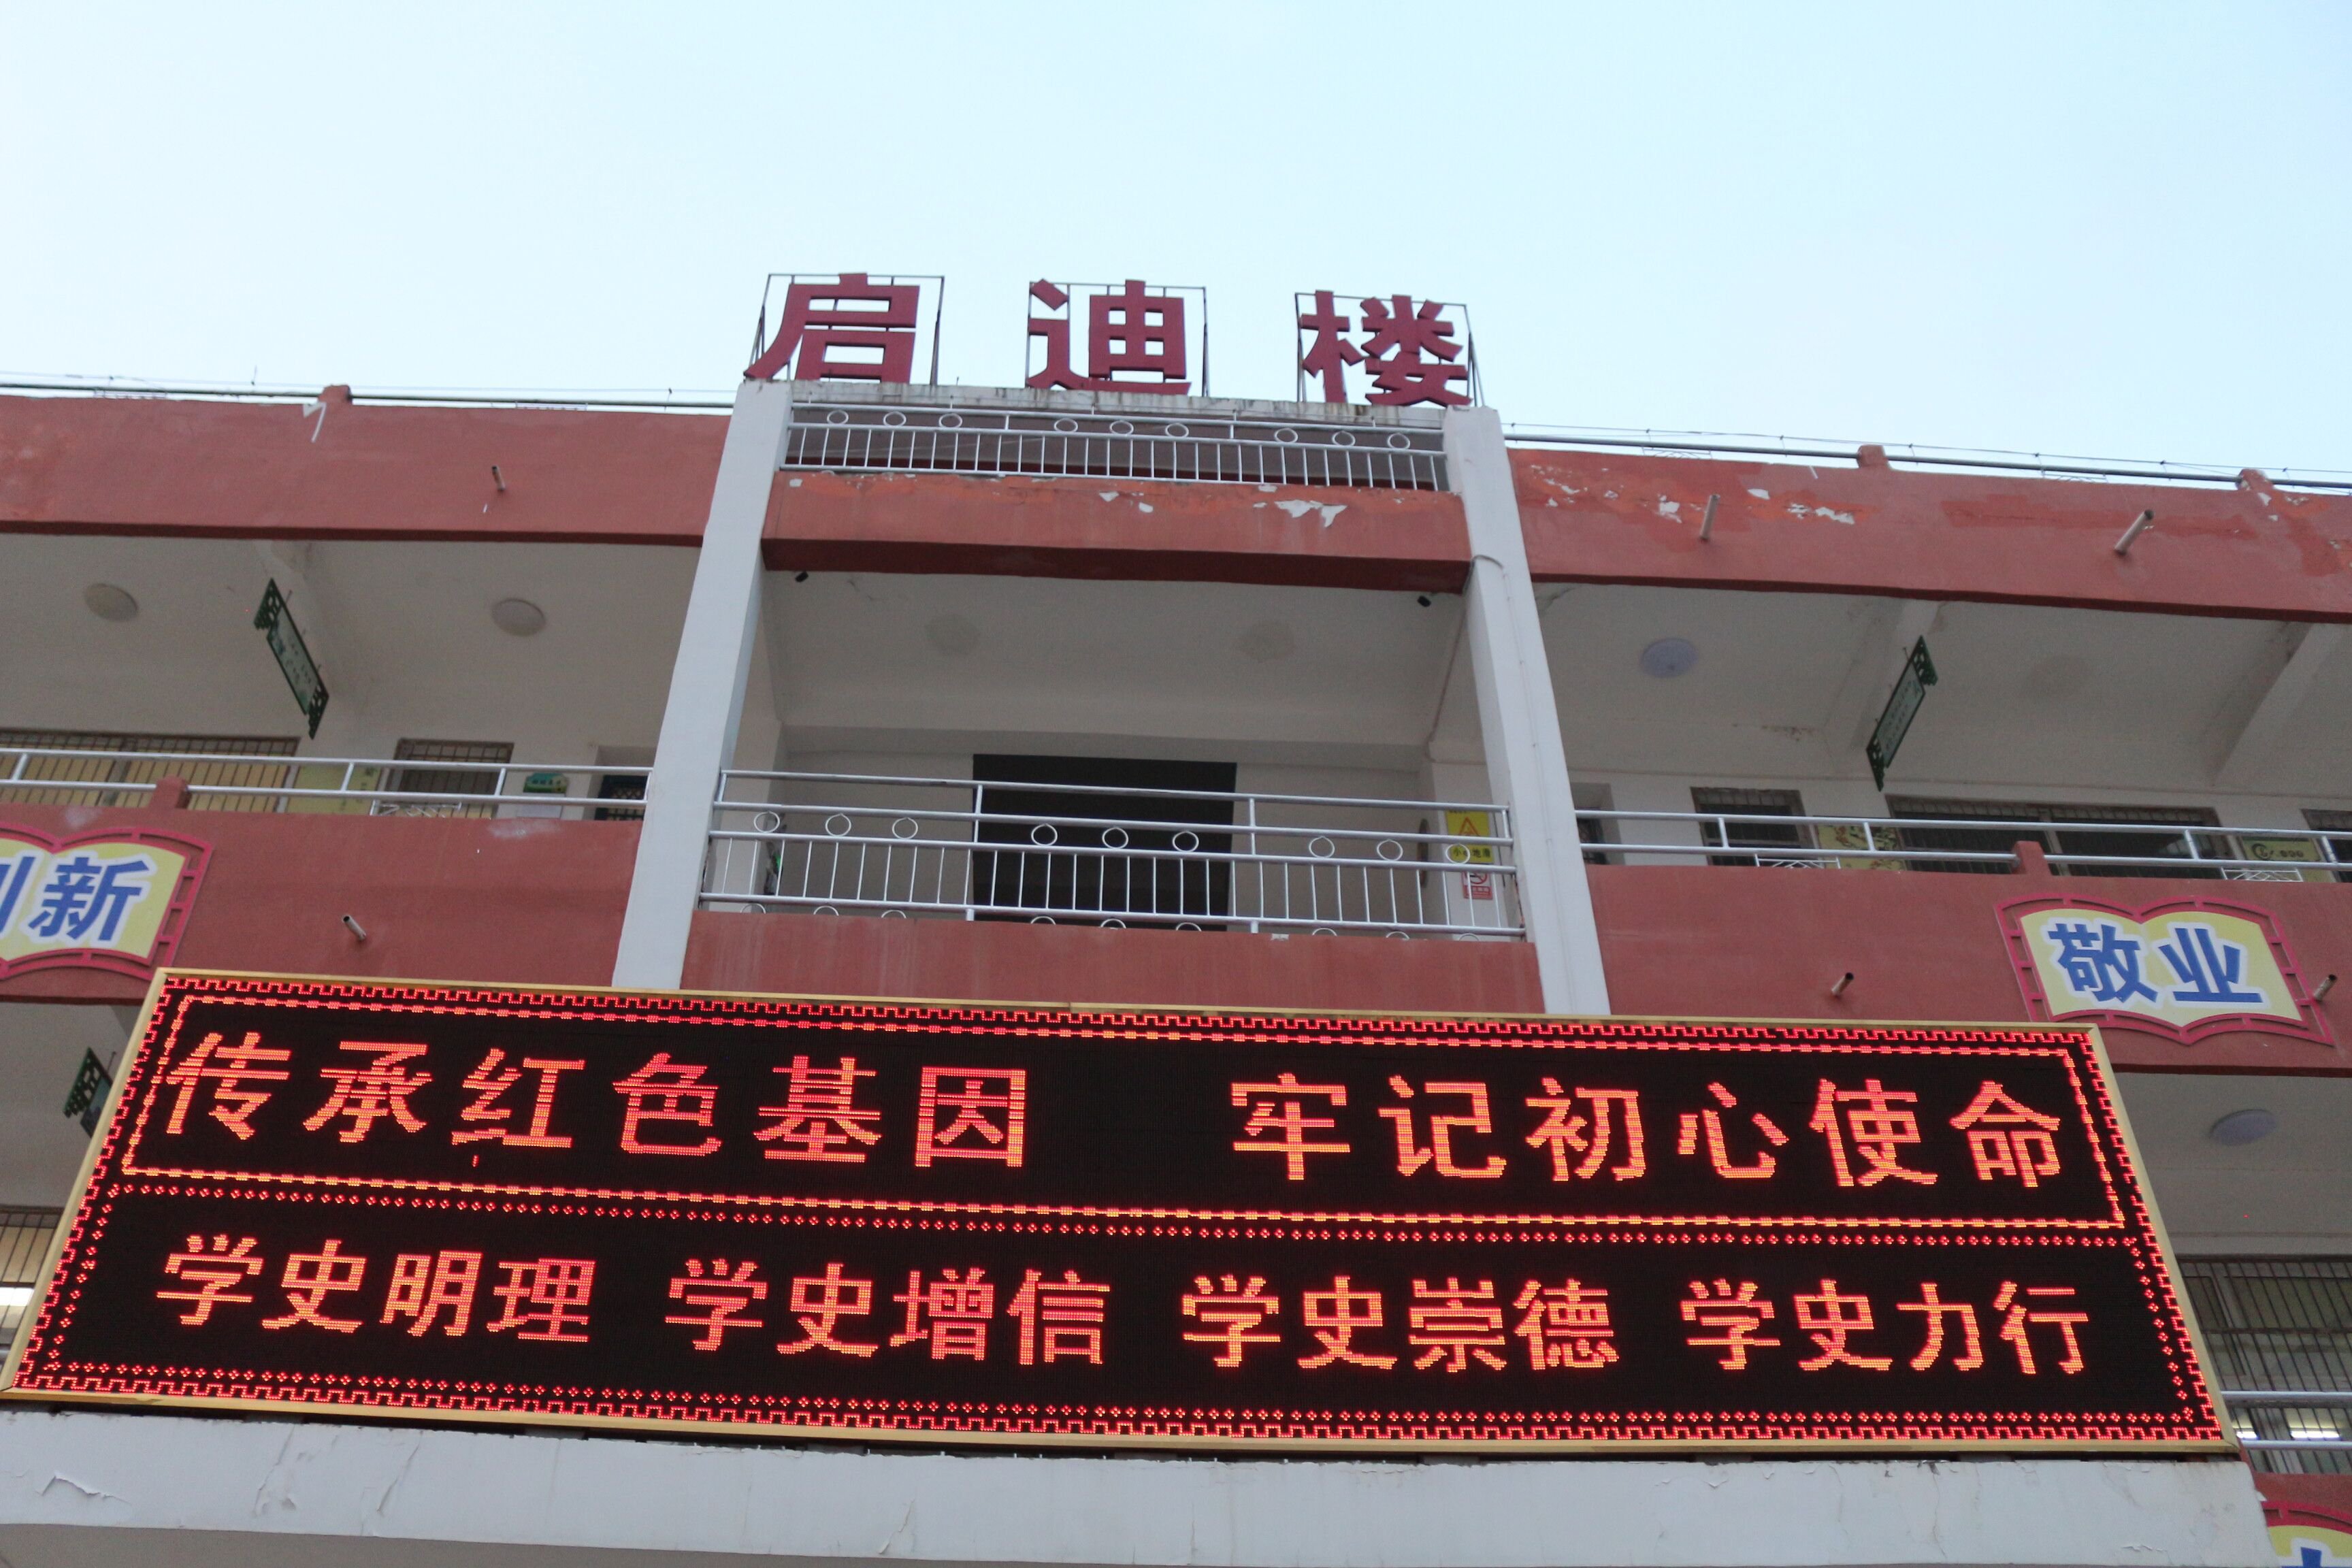 启迪楼
新
敬业
传承红色基因 牢记初心使命
学史明理 学史增信 学史崇德 学史力行